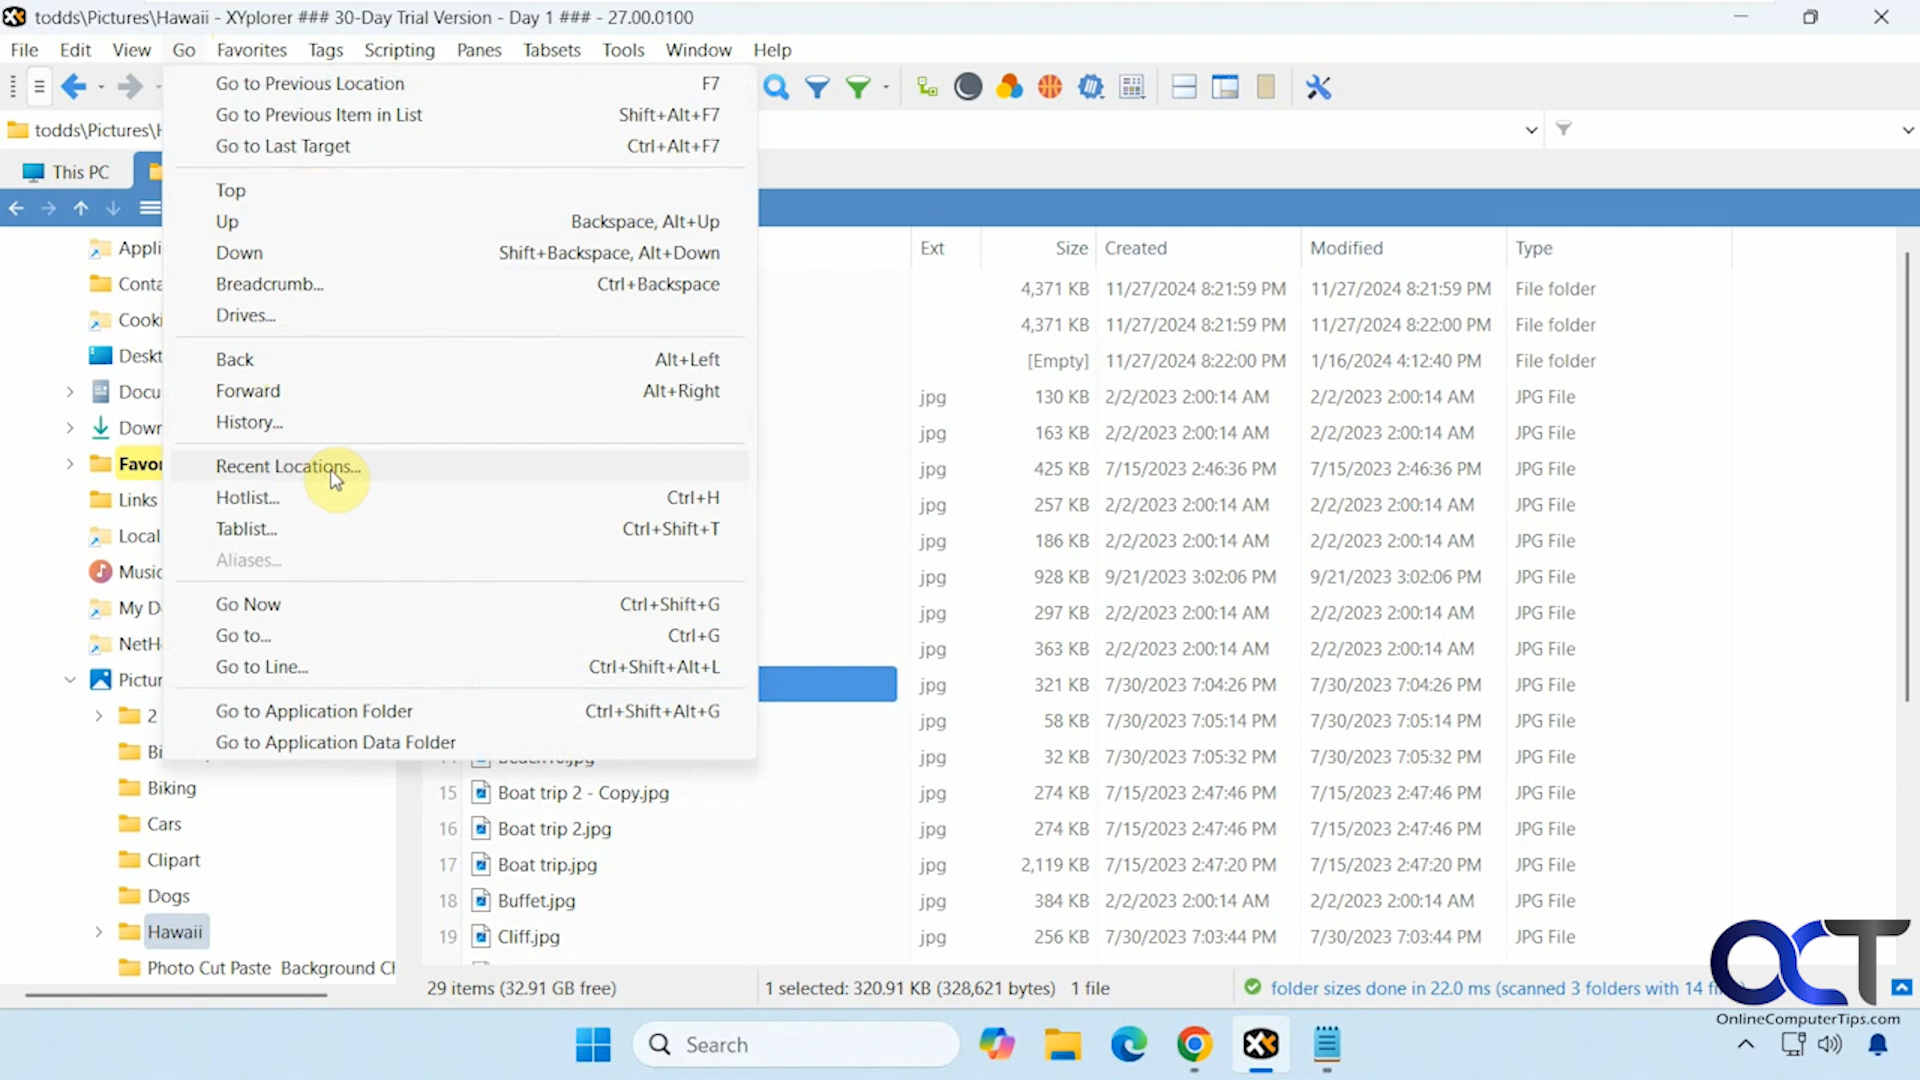 todds\Pictures\Hawaii - XYplorer ### 30-Day Trial Version - Day 1 ### - 27.00.0100
File Edit View Go Favorites Tags Scripting Panes Tabsets Tools Window Help
todds\Pictures\H
This PC
Go to Previous Location F7
Go to Previous Item in List Shift+Alt+F7
Go to Last Target Ctrl+Alt+F7
Top
Up Backspace, Alt+Up
Down Shift+Backspace, Alt+Down
Breadcrumb... Ctrl+Backspace
Drives...
Back Alt+Left
Forward Alt+Right
History...
Recent Locations...
Hotlist... Ctrl+H
Tablist... Ctrl+Shift+T
Aliases...
Go Now Ctrl+Shift+G
Go to... Ctrl+G
Go to Line... Ctrl+Shift+Alt+L
Go to Application Folder Ctrl+Shift+Alt+G
Go to Application Data Folder
Appli
Conta
Cooki
Deskt
Docu
Down
Favor
Links
Local
Music
My D
NetH
Pictur
2
Bi
Biking
Cars
Clipart
Dogs
Hawaii
Photo Cut Paste Background Ch
Ext Size Created Modified Type
4,371 KB 11/27/2024 8:21:59 PM 11/27/2024 8:21:59 PM File folder
4,371 KB 11/27/2024 8:21:59 PM 11/27/2024 8:22:00 PM File folder
[Empty] 11/27/2024 8:22:00 PM 1/16/2024 4:12:40 PM File folder
jpg 130 KB 2/2/2023 2:00:14 AM 2/2/2023 2:00:14 AM JPG File
jpg 163 KB 2/2/2023 2:00:14 AM 2/2/2023 2:00:14 AM JPG File
jpg 425 KB 7/15/2023 2:46:36 PM 7/15/2023 2:46:36 PM JPG File
jpg 257 KB 2/2/2023 2:00:14 AM 2/2/2023 2:00:14 AM JPG File
jpg 186 KB 2/2/2023 2:00:14 AM 2/2/2023 2:00:14 AM JPG File
jpg 928 KB 9/21/2023 3:02:06 PM 9/21/2023 3:02:06 PM JPG File
jpg 297 KB 2/2/2023 2:00:14 AM 2/2/2023 2:00:14 AM JPG File
jpg 363 KB 2/2/2023 2:00:14 AM 2/2/2023 2:00:14 AM JPG File
jpg 321 KB 7/30/2023 7:04:26 PM 7/30/2023 7:04:26 PM JPG File
jpg 58 KB 7/30/2023 7:05:14 PM 7/30/2023 7:05:14 PM JPG File
jpg 32 KB 7/30/2023 7:05:32 PM 7/30/2023 7:05:32 PM JPG File
15 Boat trip 2 - Copy.jpg jpg 274 KB 7/15/2023 2:47:46 PM 7/15/2023 2:47:46 PM JPG File
16 Boat trip 2.jpg jpg 274 KB 7/15/2023 2:47:46 PM 7/15/2023 2:47:46 PM JPG File
17 Boat trip.jpg jpg 2,119 KB 7/15/2023 2:47:20 PM 7/15/2023 2:47:20 PM JPG File
18 Buffet.jpg jpg 384 KB 2/2/2023 2:00:14 AM 2/2/2023 2:00:14 AM JPG File
19 Cliff.jpg jpg 256 KB 7/30/2023 7:03:44 PM 7/30/2023 7:03:44 PM JPG File
29 items (32.91 GB free) 1 selected: 320.91 KB (328,621 bytes) 1 file folder sizes done in 22.0 ms (scanned 3 folders with 14 fi
OCT
OnlineComputerTips.com
Search